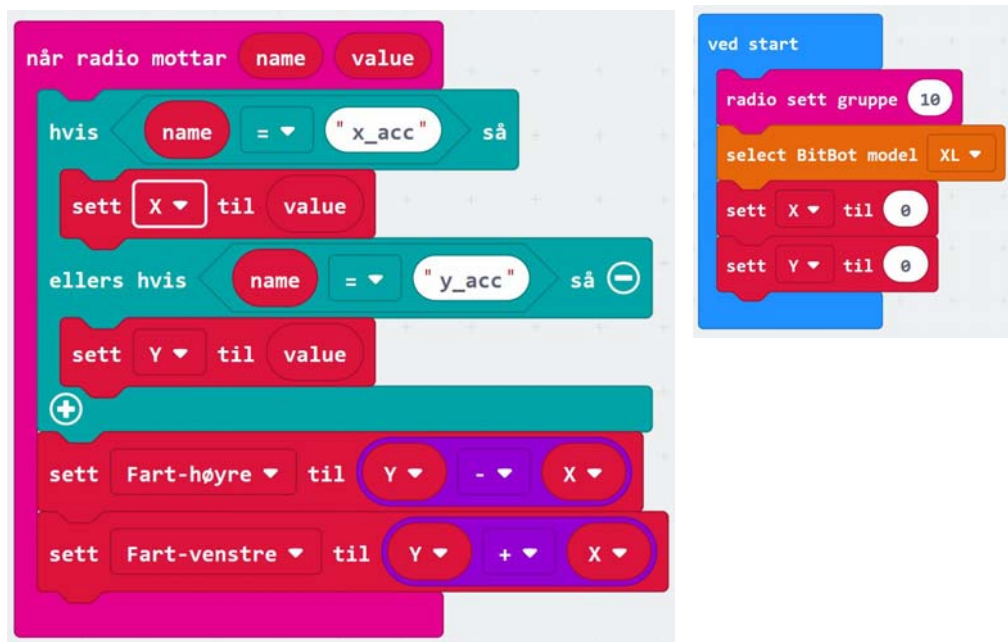 når radio mottar name value
hvis name = "x_acc" så
sett X til value
ellers hvis name = "y_acc" så
sett Y til value
sett Fart-høyre til Y - X
sett Fart-venstre til Y + X
ved start
radio sett gruppe 10
select BitBot model XL
sett X til 0
sett Y til 0